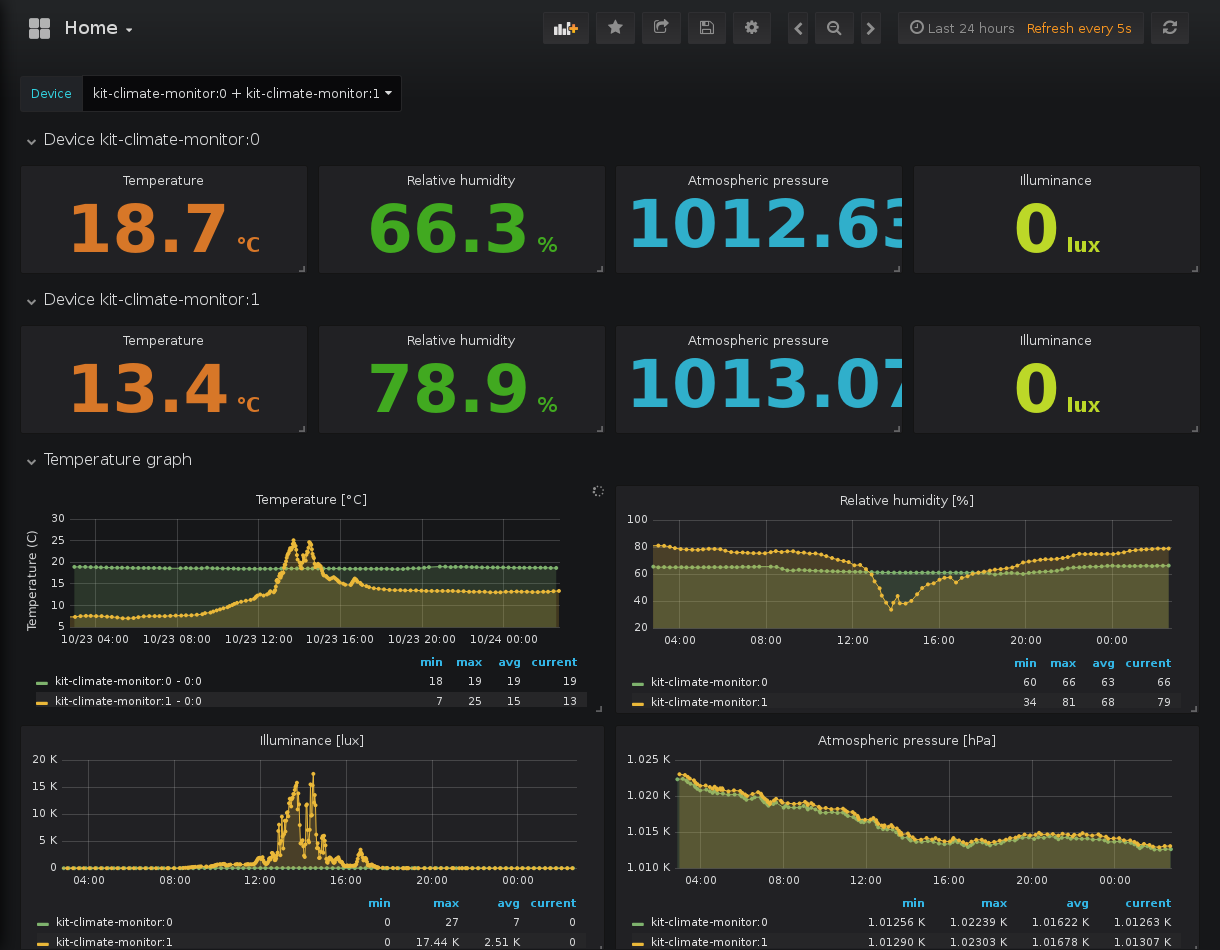 Home
Last 24 hours Refresh every 5s
Device kit-climate-monitor:0 + kit-climate-monitor:1
Device kit-climate-monitor:0
Temperature Relative humidity Atmospheric pressure Illuminance
18.7 °C 66.3 % 1012.63 0 lux
Device kit-climate-monitor:1
Temperature Relative humidity Atmospheric pressure Illuminance
13.4 °C 78.9 % 1013.07 0 lux
Temperature graph
Temperature [°C]
Temperature (C)
30
25
20
15
10
5
10/23 04:00 10/23 08:00 10/23 12:00 10/23 16:00 10/23 20:00 10/24 00:00
min max avg current
kit-climate-monitor:0 - 0:0 18 19 19 19
kit-climate-monitor:1 - 0:0 7 25 15 13
Relative humidity [%]
100
80
60
40
20
04:00 08:00 12:00 16:00 20:00 00:00
min max avg current
kit-climate-monitor:0 60 66 63 66
kit-climate-monitor:1 34 81 68 79
Illuminance [lux]
20 K
15 K
10 K
5 K
0
04:00 08:00 12:00 16:00 20:00 00:00
min max avg current
kit-climate-monitor:0 0 27 7 0
kit-climate-monitor:1 0 17.44 K 2.51 K 0
Atmospheric pressure [hPa]
1.025 K
1.020 K
1.015 K
1.010 K
04:00 08:00 12:00 16:00 20:00 00:00
min max avg current
kit-climate-monitor:0 1.01256 K 1.02239 K 1.01622 K 1.01263 K
kit-climate-monitor:1 1.01290 K 1.02303 K 1.01678 K 1.01307 K